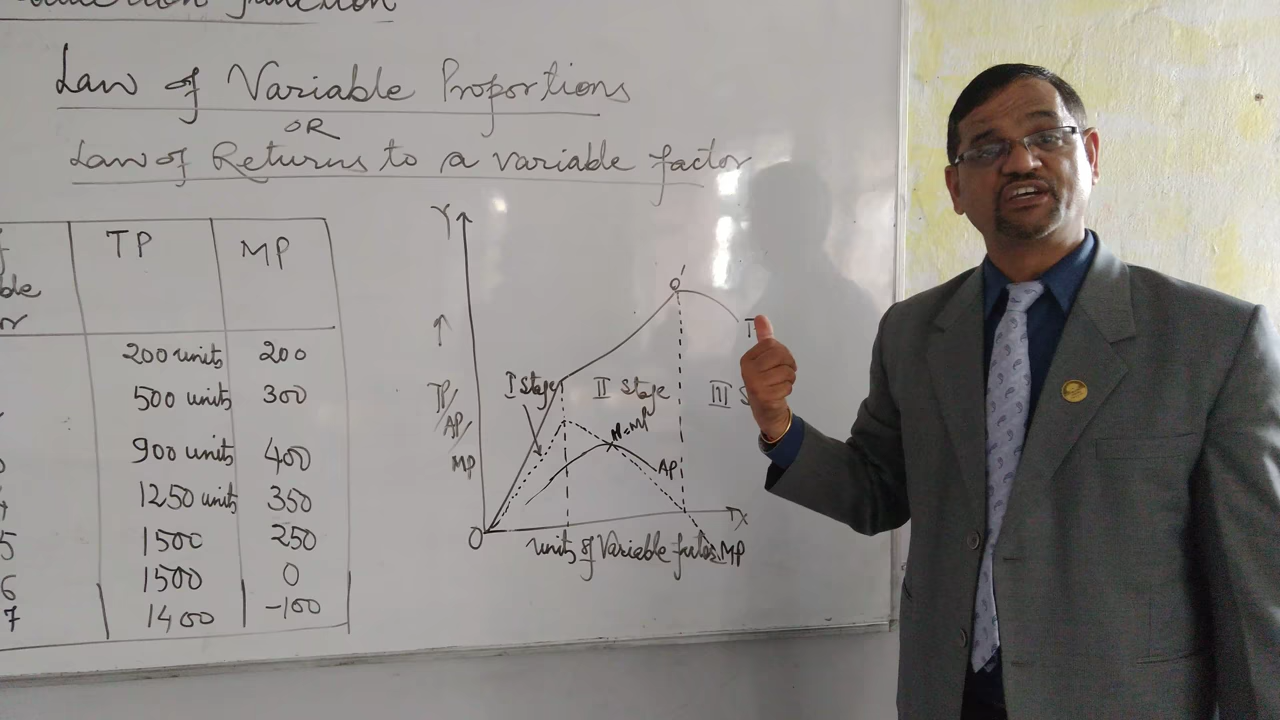 function
Law of Variable Proportions
OR
Law of Returns to a variable factor
TP MP
200 units 200
500 units 300
900 units 400
1250 units 350
5 1500 250
6 1500 0
7 1400 -100
Y
TP/
AP/
MP
I Stage
II Stage
III S
AP
O
X
units of Variable factor
MP